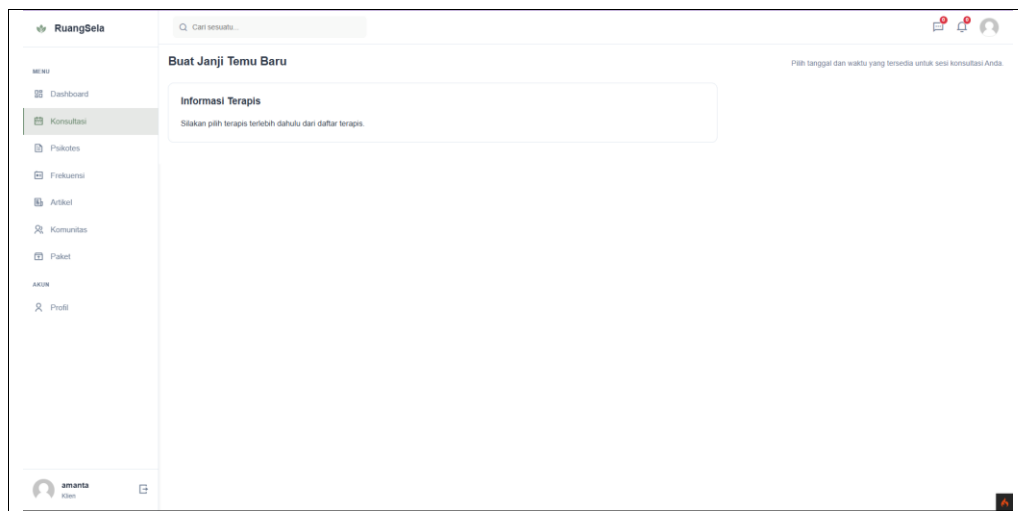 RuangSela
Cari sesuatu...
0
0
MENU
Dashboard
Konsultasi
Psikotes
Frekuensi
Artikel
Komunitas
Paket
AKUN
Profil
amanta
Klien
Buat Janji Temu Baru
Pilih tanggal dan waktu yang tersedia untuk sesi konsultasi Anda.
Informasi Terapis
Silakan pilih terapis terlebih dahulu dari daftar terapis.